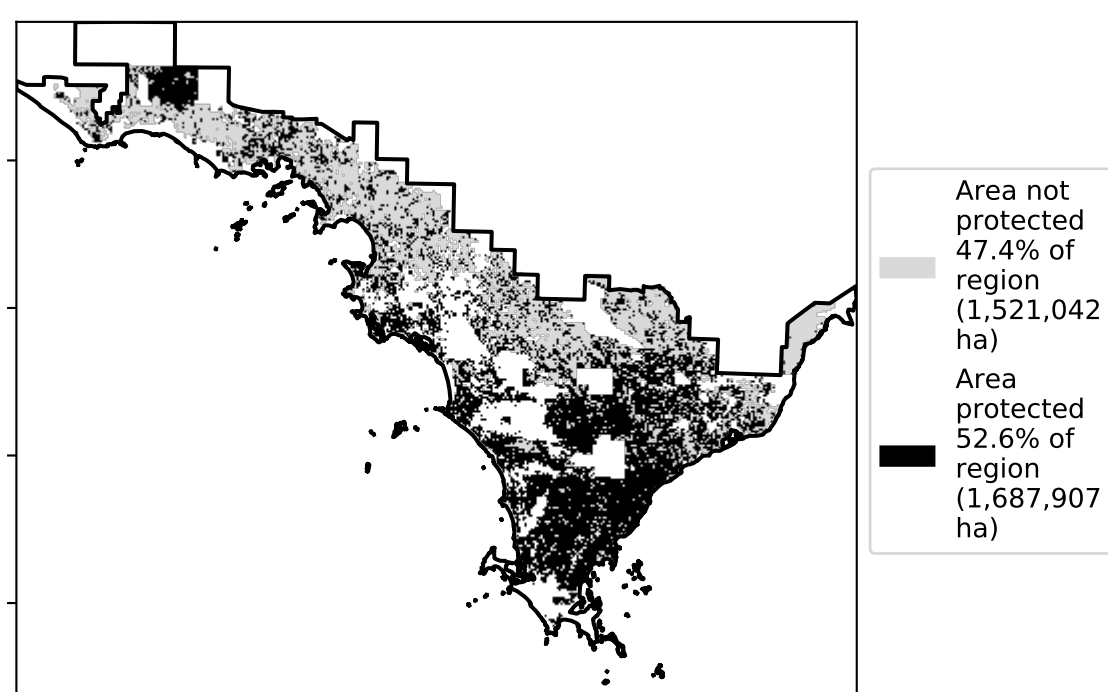 Area not
protected
47.4% of
region
(1,521,042
ha)
Area
protected
52.6% of
region
(1,687,907
ha)